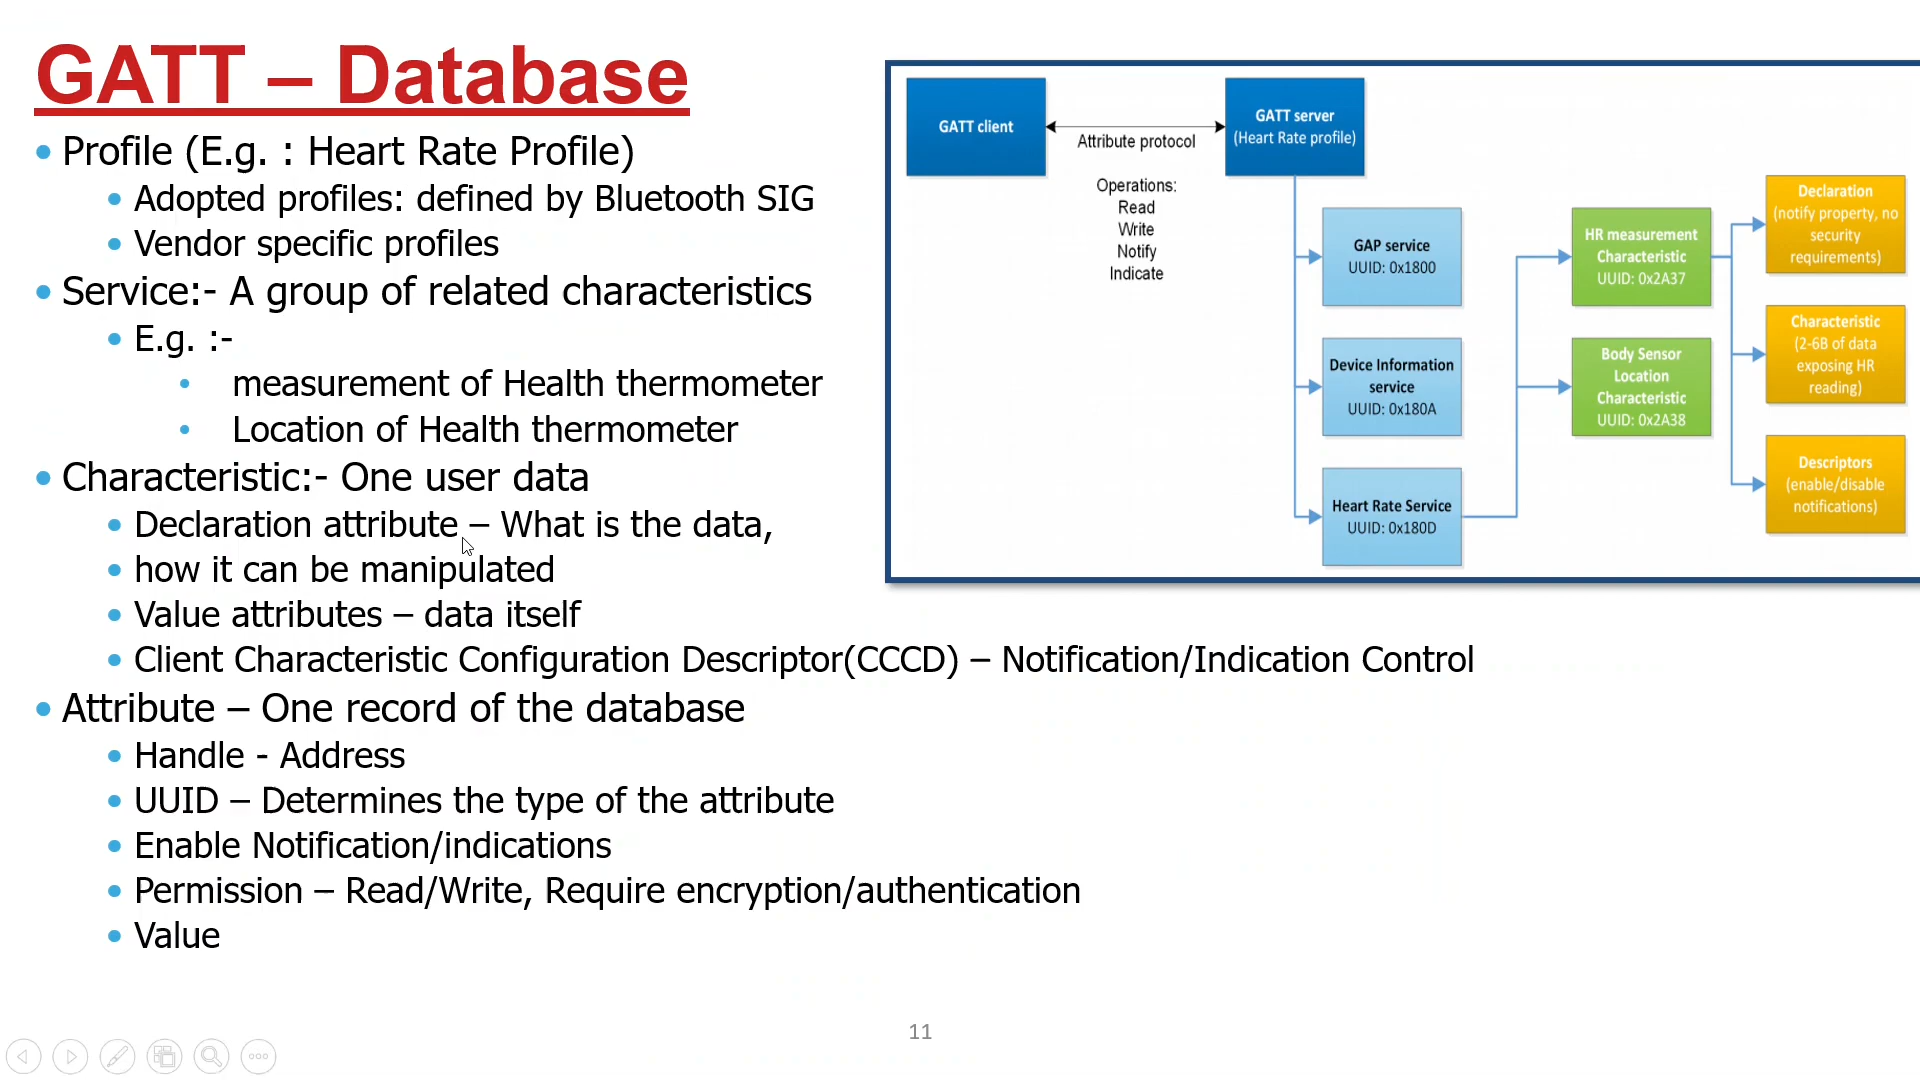 GATT – Database
• Profile (E.g. : Heart Rate Profile)
• Adopted profiles: defined by Bluetooth SIG
• Vendor specific profiles
• Service:- A group of related characteristics
• E.g. :-
• measurement of Health thermometer
• Location of Health thermometer
• Characteristic:- One user data
• Declaration attribute – What is the data,
• how it can be manipulated
• Value attributes – data itself
• Client Characteristic Configuration Descriptor(CCCD) – Notification/Indication Control
• Attribute – One record of the database
• Handle - Address
• UUID – Determines the type of the attribute
• Enable Notification/indications
• Permission – Read/Write, Require encryption/authentication
• Value
GATT client
Attribute protocol
Operations:
Read
Write
Notify
Indicate
GATT server
(Heart Rate profile)
GAP service
UUID: 0x1800
Device Information
service
UUID: 0x180A
Heart Rate Service
UUID: 0x180D
HR measurement
Characteristic
UUID: 0x2A37
Body Sensor
Location
Characteristic
UUID: 0x2A38
Declaration
(notify property, no
security
requirements)
Characteristic
(2-6B of data
exposing HR
reading)
Descriptors
(enable/disable
notifications)
11